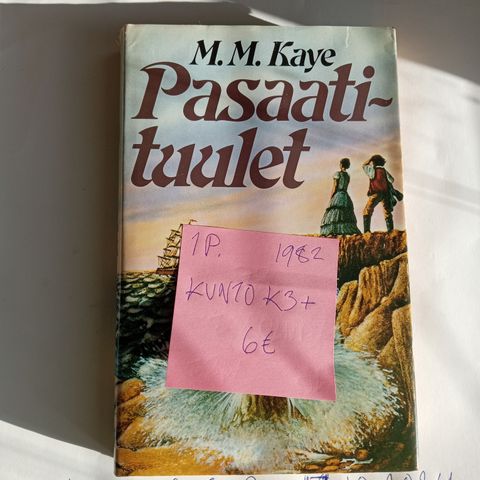 M. M. Kaye
Pasaati-
tuulet
1P. 1982
KUNTO K3+
6€